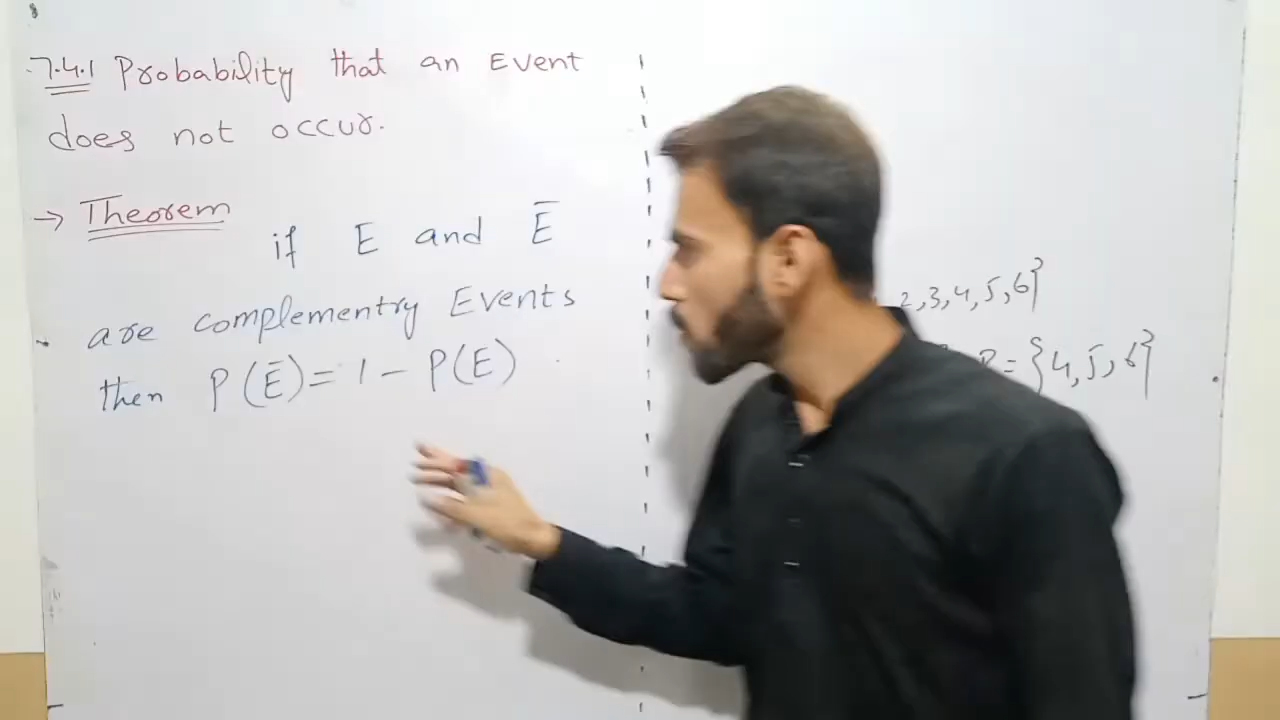 7.4.1 Probability that an Event
does not occur.
→ Theorem
if E and Ē
are complementry Events
then P(Ē) = 1 - P(E)
2,3,4,5,6}
= {4,5,6}